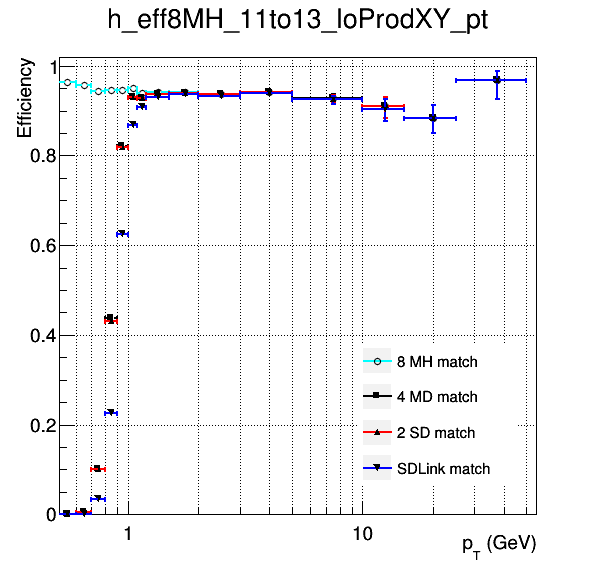 h_eff8MH_11to13_loProdXY_pt
Efficiency
1
0.8
0.6
0.4
0.2
0
8 MH match
4 MD match
2 SD match
SDLink match
1
10
p_T (GeV)